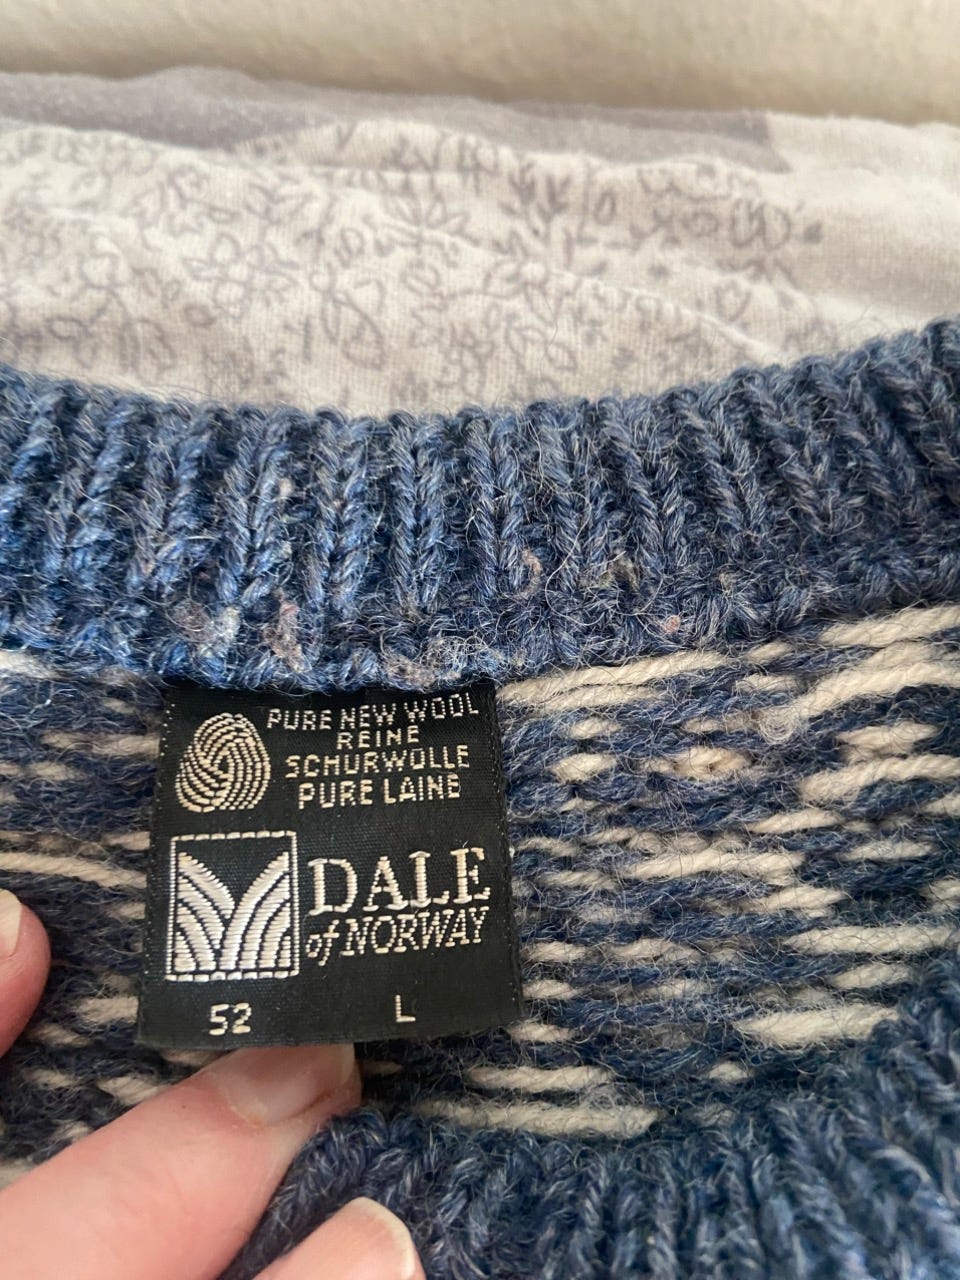 PURE NEW WOOL
REINE
SCHURWOLLE
PURE LAINE
DALE
of NORWAY
52 L